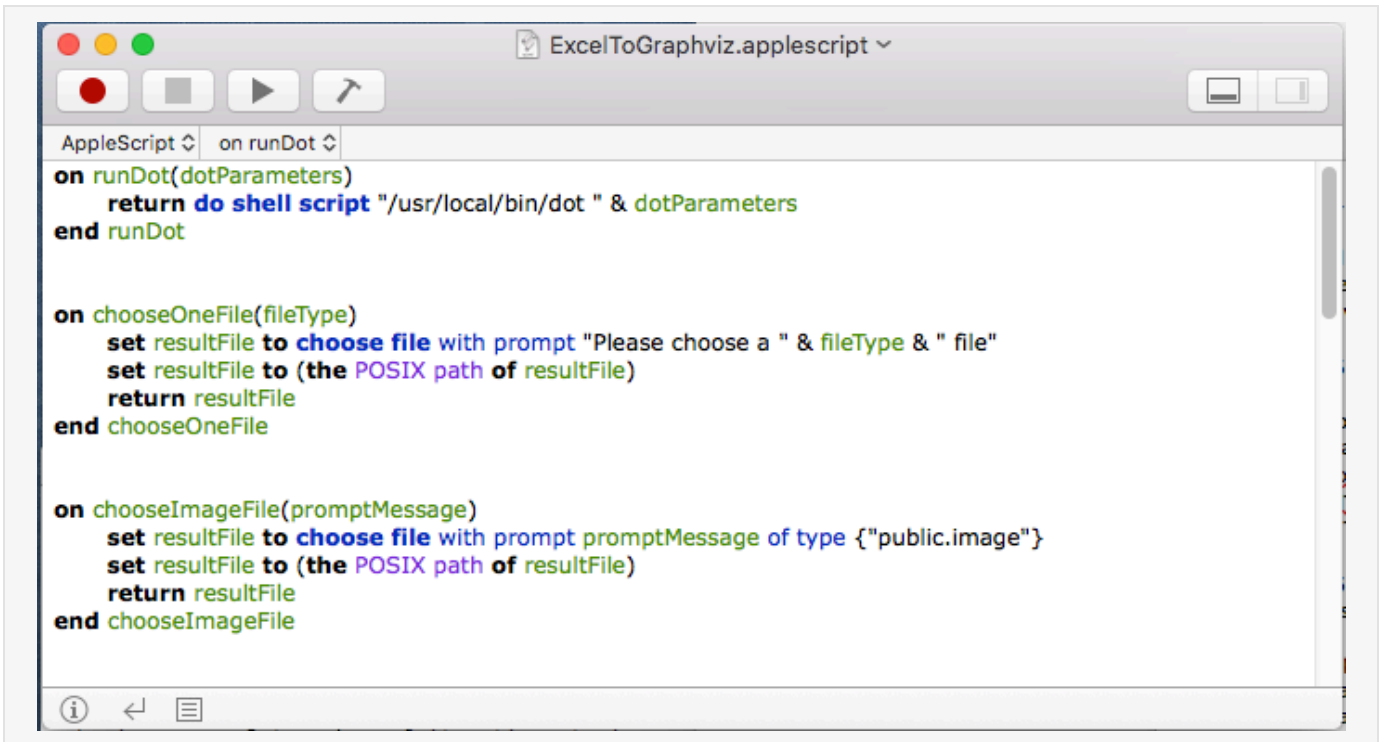 ExcelToGraphviz.applescript
AppleScript on runDot
on runDot(dotParameters)
return do shell script "/usr/local/bin/dot " & dotParameters
end runDot
on chooseOneFile(fileType)
set resultFile to choose file with prompt "Please choose a " & fileType & " file"
set resultFile to (the POSIX path of resultFile)
return resultFile
end chooseOneFile
on chooseImageFile(promptMessage)
set resultFile to choose file with prompt promptMessage of type {"public.image"}
set resultFile to (the POSIX path of resultFile)
return resultFile
end chooseImageFile